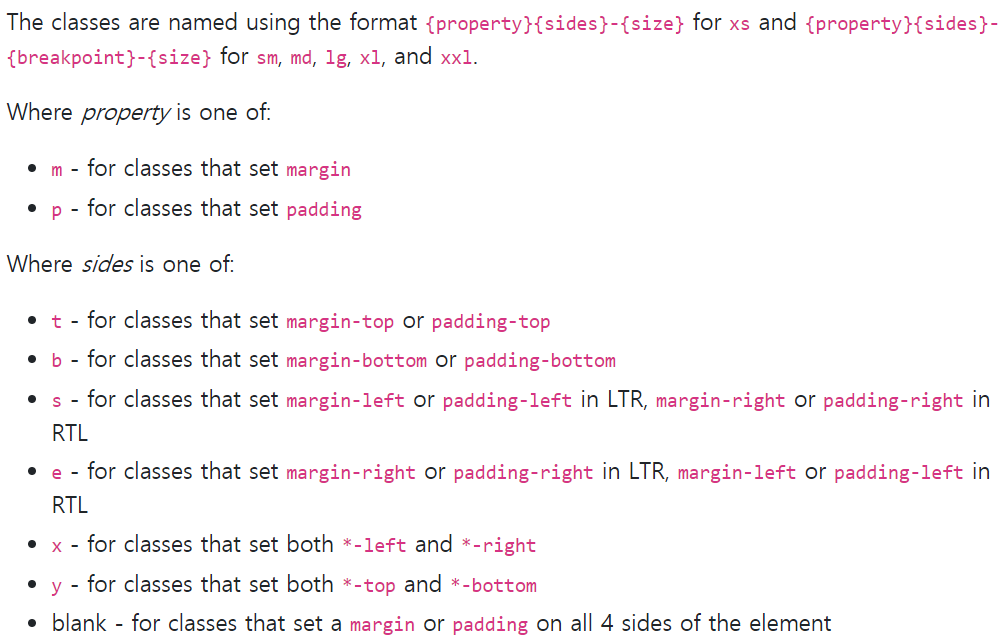 The classes are named using the format {property}{sides}-{size} for xs and {property}{sides}-
{breakpoint}-{size} for sm, md, lg, xl, and xxl.
Where property is one of:
• m - for classes that set margin
• p - for classes that set padding
Where sides is one of:
• t - for classes that set margin-top or padding-top
• b - for classes that set margin-bottom or padding-bottom
• s - for classes that set margin-left or padding-left in LTR, margin-right or padding-right in
RTL
• e - for classes that set margin-right or padding-right in LTR, margin-left or padding-left in
RTL
• x - for classes that set both *-left and *-right
• y - for classes that set both *-top and *-bottom
• blank - for classes that set a margin or padding on all 4 sides of the element